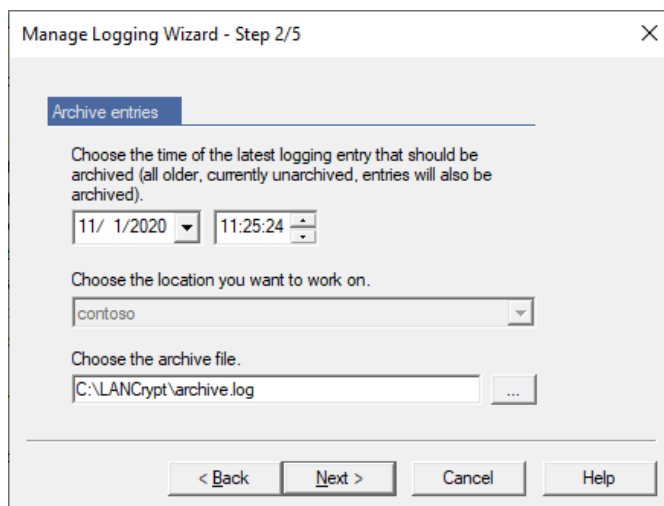 Manage Logging Wizard - Step 2/5
Archive entries
Choose the time of the latest logging entry that should be
archived (all older, currently unarchived, entries will also be
archived).
11/ 1/2020 11:25:24
Choose the location you want to work on.
contoso
Choose the archive file.
C:\LANCrypt\archive.log ...
< Back Next > Cancel Help